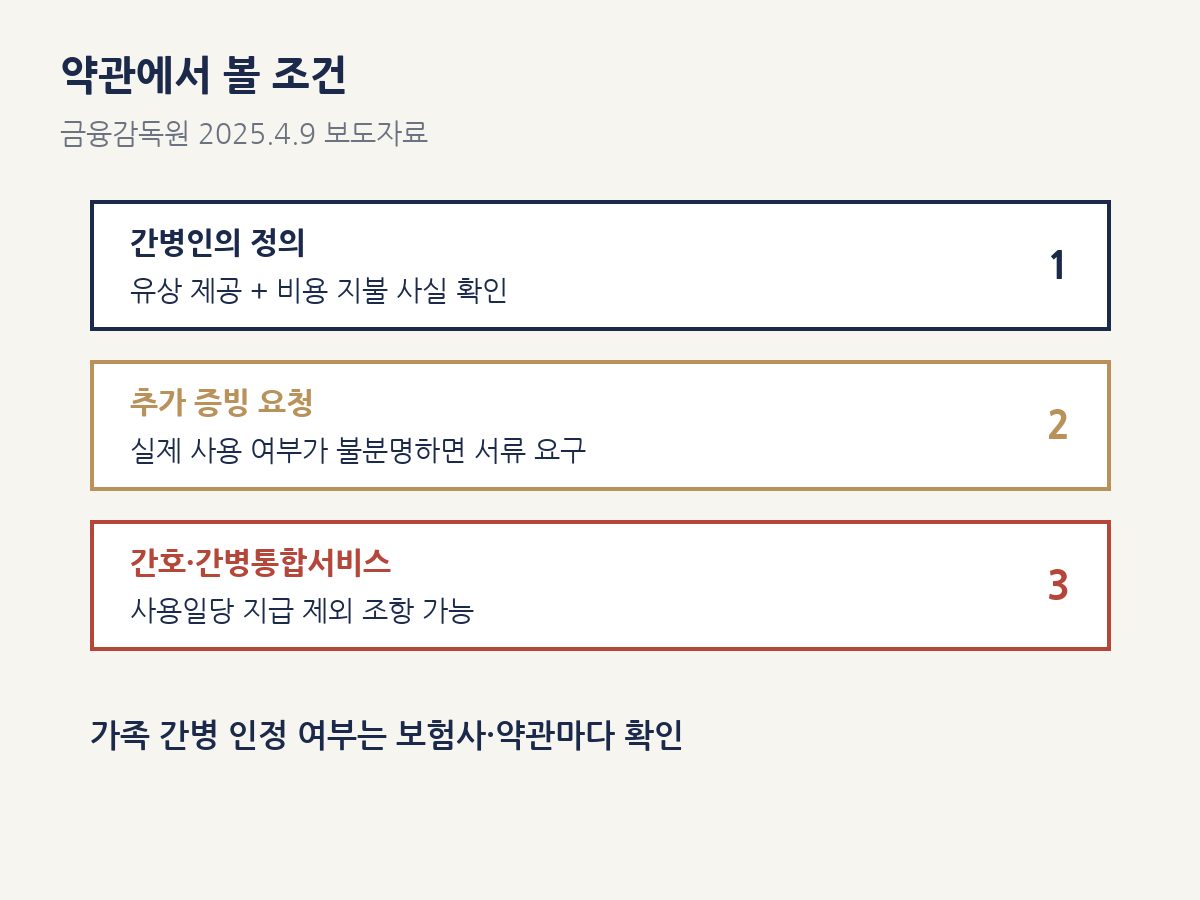 약관에서 볼 조건
금융감독원 2025.4.9 보도자료
간병인의 정의
유상 제공 + 비용 지불 사실 확인
1
추가 증빙 요청
실제 사용 여부가 불분명하면 서류 요구
2
간호·간병통합서비스
사용일당 지급 제외 조항 가능
3
가족 간병 인정 여부는 보험사·약관마다 확인